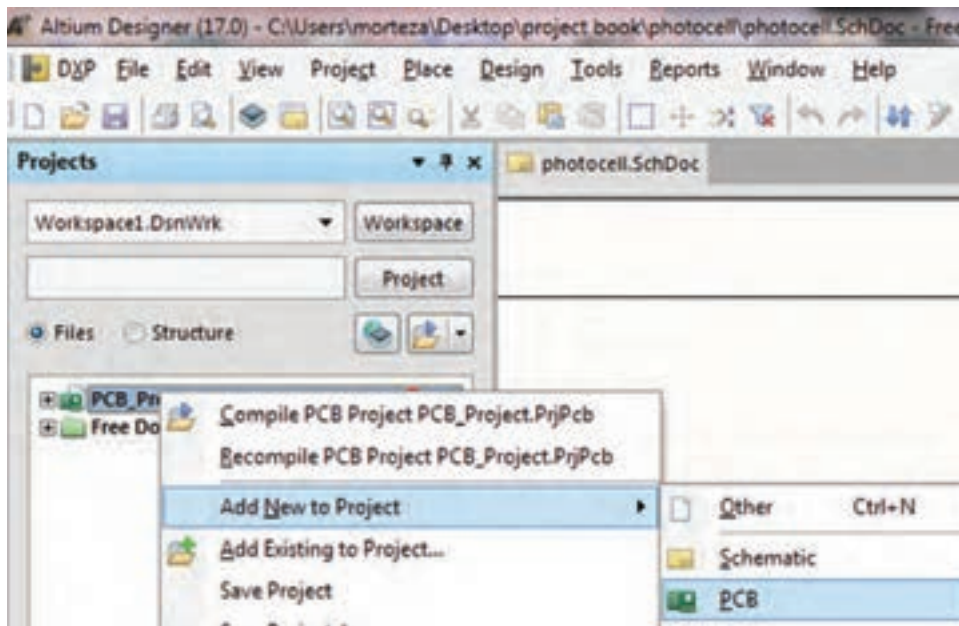 Altium Designer (17.0) - C:\Users\morteza\Desktop\project book\photocell\photocell.SchDoc - Free
DXP File Edit View Project Place Design Tools Reports Window Help
Projects
photocell.SchDoc
Workspace1.DsnWrk Workspace
Project
Files Structure
PCB_Pr
Free Do
Compile PCB Project PCB_Project.PrjPcb
Recompile PCB Project PCB_Project.PrjPcb
Add New to Project
Other Ctrl+N
Add Existing to Project...
Schematic
Save Project
PCB